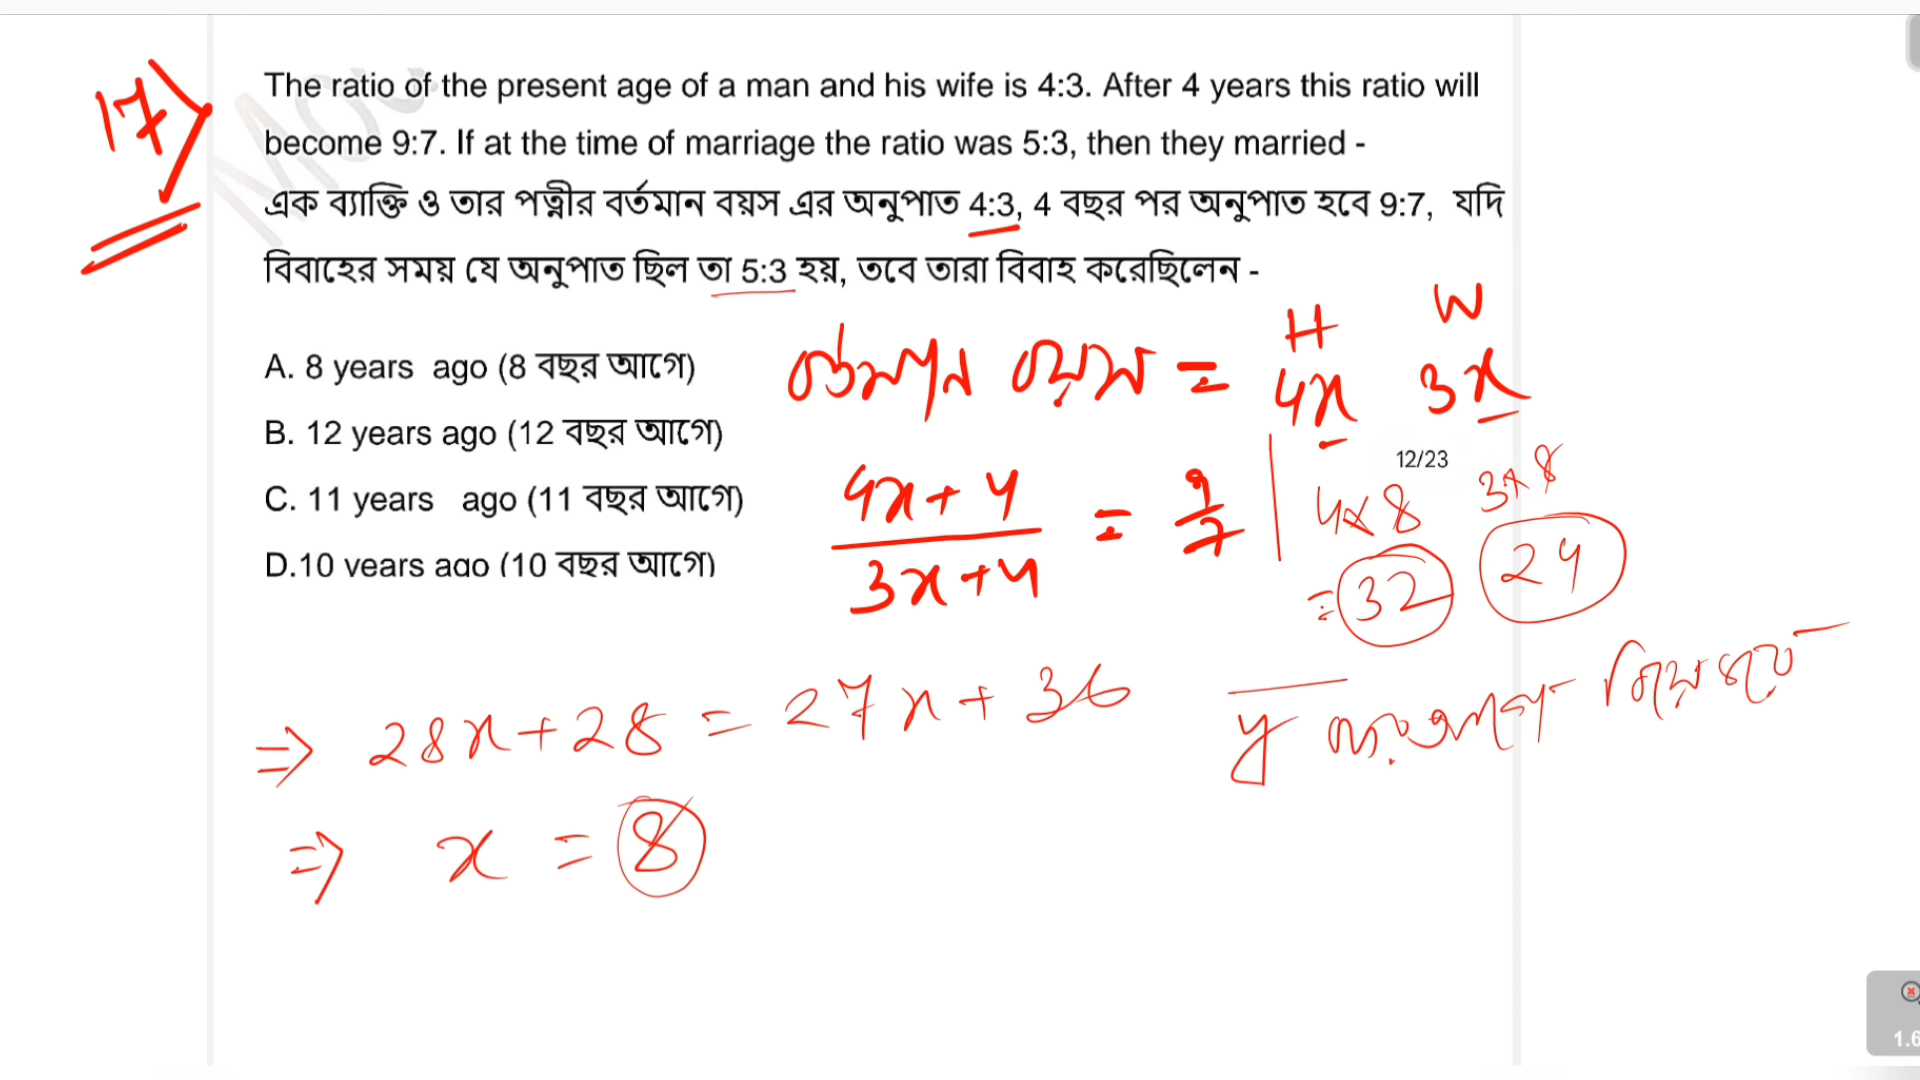 17)
The ratio of the present age of a man and his wife is 4:3. After 4 years this ratio will
become 9:7. If at the time of marriage the ratio was 5:3, then they married -
এক ব্যাক্তি ও তার পত্নীর বর্তমান বয়স এর অনুপাত 4:3, 4 বছর পর অনুপাত হবে 9:7, যদি
বিবাহের সময় যে অনুপাত ছিল তা 5:3 হয়, তবে তারা বিবাহ করেছিলেন -
A. 8 years ago (8 বছর আগে)
B. 12 years ago (12 বছর আগে)
C. 11 years ago (11 বছর আগে)
D.10 years ago (10 বছর আগে)
H W
বর্তমান বয়স = 4x 3x
12/23
4x+4 / 3x+4 = 9/7
4×8 3×8
=32 24
⇒ 28x+28 = 27x+36
y বছর আগে বিয়ে
⇒ x = 8
1.6